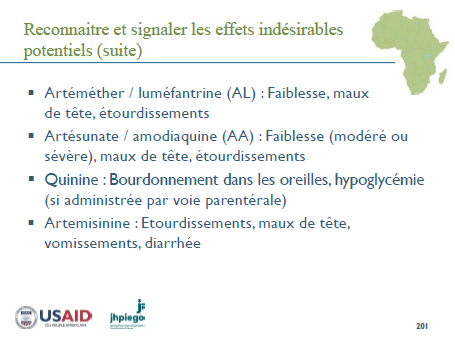 Reconnaitre et signaler les effets indésirables
potentiels (suite)
▪ Artéméther / luméfantrine (AL) : Faiblesse, maux
de tête, étourdissements
▪ Artésunate / amodiaquine (AA) : Faiblesse (modéré ou
sévère), maux de tête, étourdissements
▪ Quinine : Bourdonnement dans les oreilles, hypoglycémie
(si administrée par voie parentérale)
▪ Artemisinine : Etourdissements, maux de tête,
vomissements, diarrhée
USAID
jhpiego
201